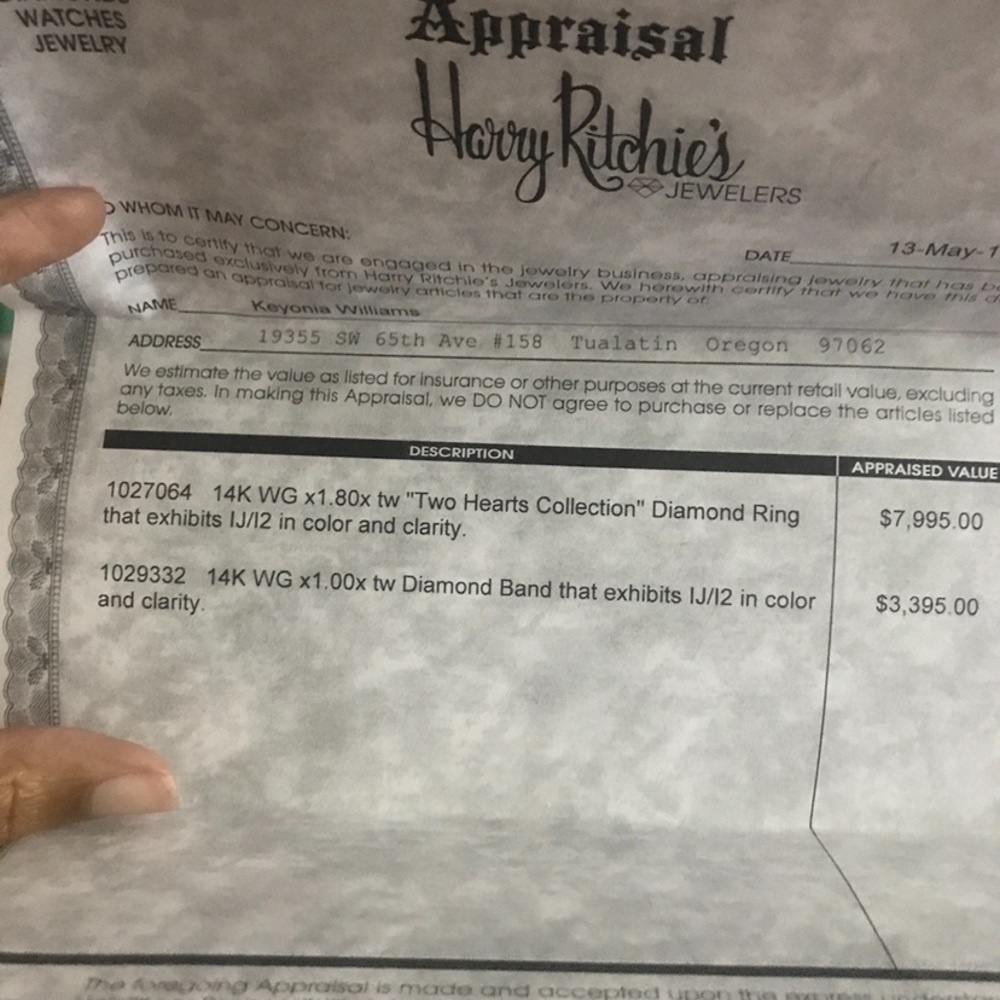 WATCHES
JEWELRY
Appraisal
Harry Ritchie's
JEWELERS
WHOM IT MAY CONCERN:
DATE 13-May-1
This is to certify that we are engaged in the jewelry business, appraising jewelry that has
purchased exclusively from Harry Ritchie's Jewelers. We herewith certify that we have this
prepared an appraisal for jewelry articles that are the property of:
NAME Keyonia Williams
ADDRESS 19355 SW 65th Ave #158 Tualatin Oregon 97062
We estimate the value as listed for insurance or other purposes at the current retail value, excluding
any taxes. In making this Appraisal, we DO NOT agree to purchase or replace the articles listed
below.
DESCRIPTION APPRAISED VALUE
1027064 14K WG x1.80x tw "Two Hearts Collection" Diamond Ring $7,995.00
that exhibits IJ/I2 in color and clarity.
1029332 14K WG x1.00x tw Diamond Band that exhibits IJ/I2 in color $3,395.00
and clarity.
The foregoing Appraisal is made and accepted upon the